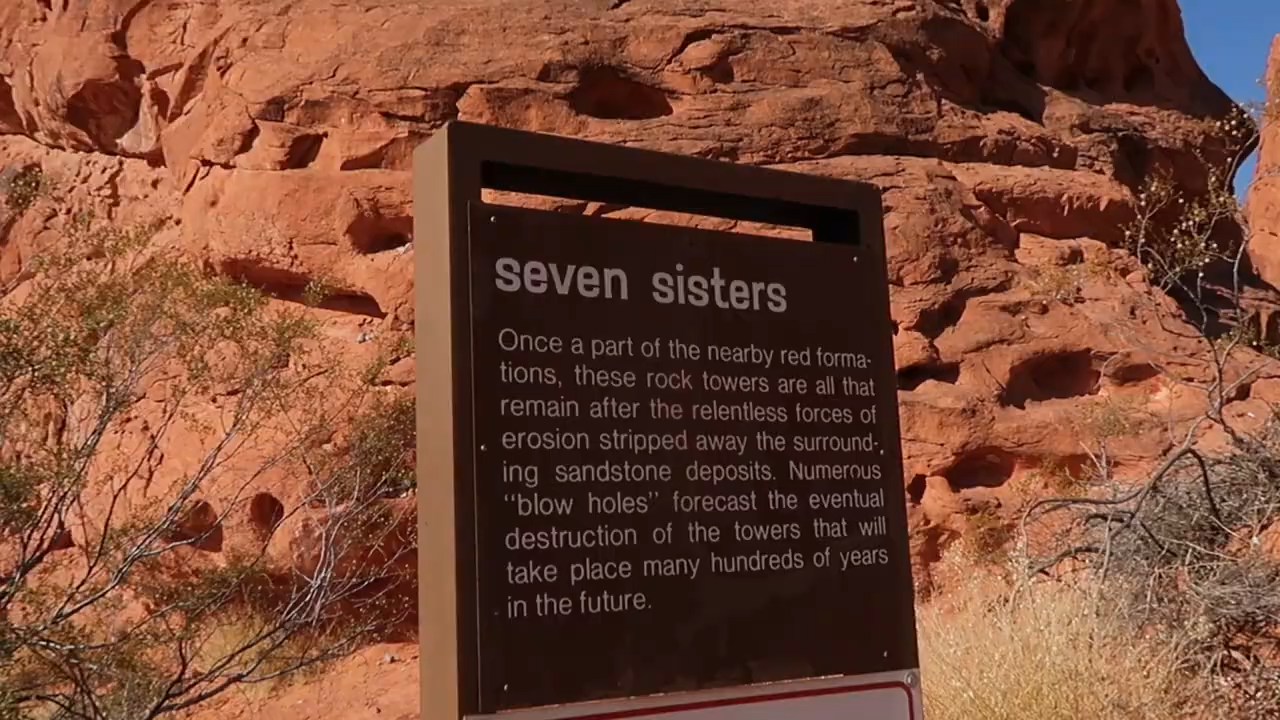 seven sisters
Once a part of the nearby red forma-
tions, these rock towers are all that
remain after the relentless forces of
erosion stripped away the surround-
ing sandstone deposits. Numerous
“blow holes” forecast the eventual
destruction of the towers that will
take place many hundreds of years
in the future.